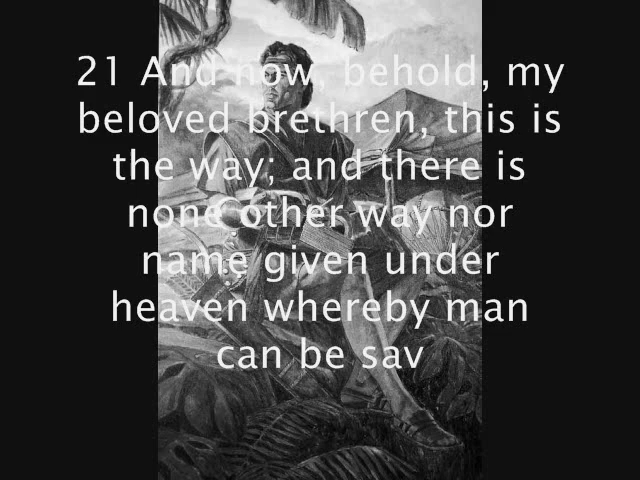 21 And now, behold, my
beloved brethren, this is
the way; and there is
none other way nor
name given under
heaven whereby man
can be sav